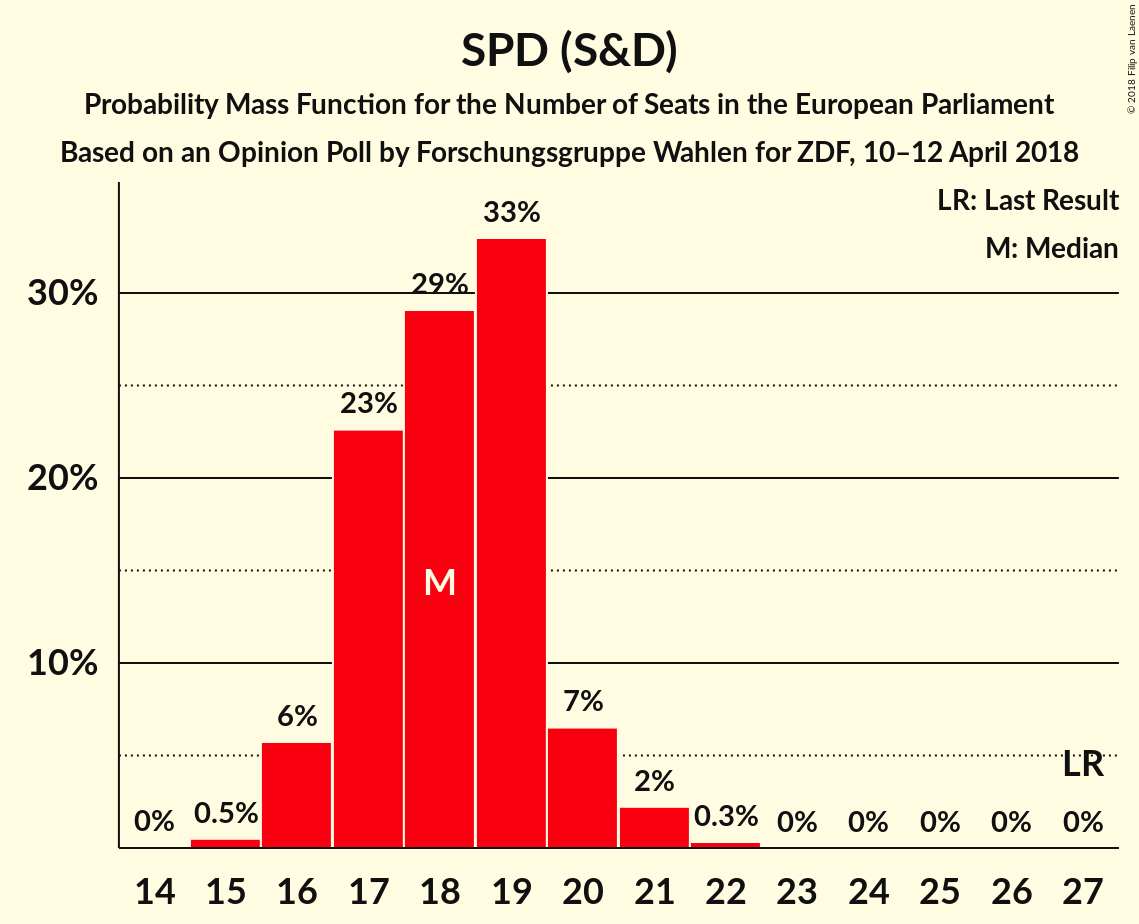 SPD (S&D)
Probability Mass Function for the Number of Seats in the European Parliament
Based on an Opinion Poll by Forschungsgruppe Wahlen for ZDF, 10–12 April 2018
© 2018 Filip van Laenen
LR: Last Result
M: Median
33%
29%
30%
23%
20%
M
10%
7%
6%
LR
2%
0% 0.5% 0.3% 0% 0% 0% 0% 0%
14 15 16 17 18 19 20 21 22 23 24 25 26 27